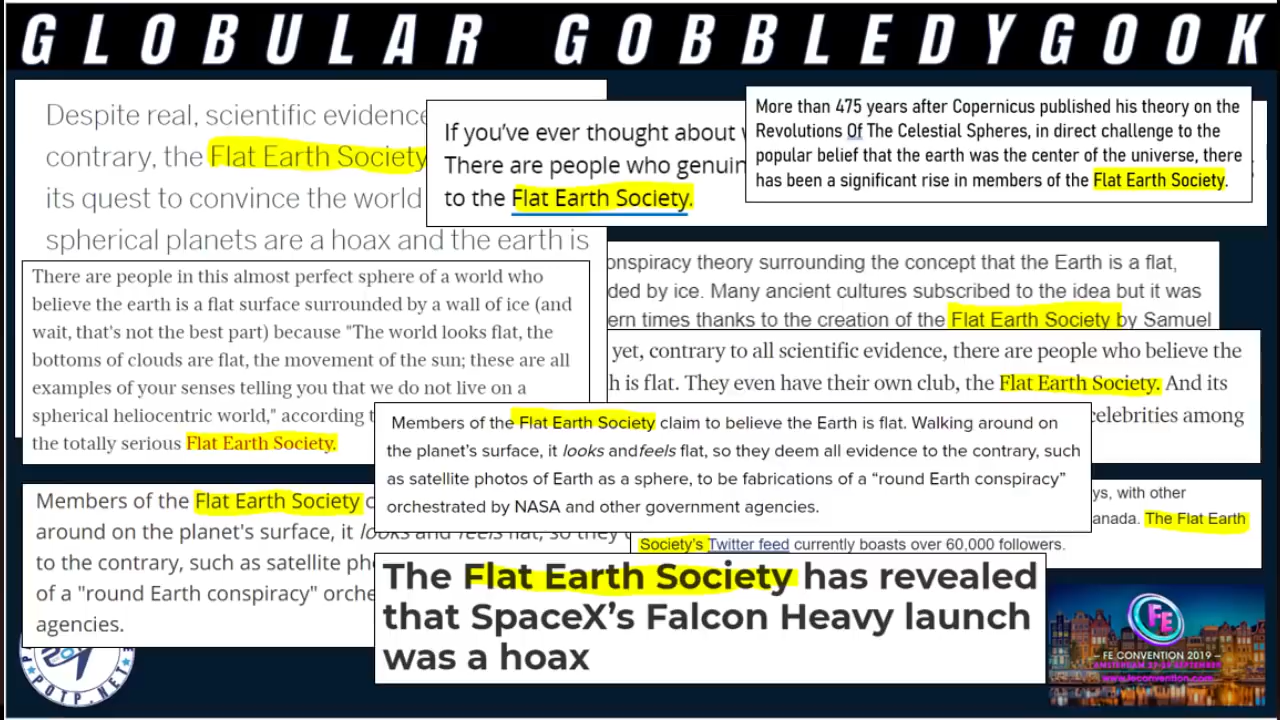 GLOBULAR GOBBLEDYGOOK
Despite real, scientific evidence
contrary, the Flat Earth Society
its quest to convince the world
spherical planets are a hoax and the earth is
If you've ever thought about
There are people who genuin
to the Flat Earth Society.
More than 475 years after Copernicus published his theory on the
Revolutions Of The Celestial Spheres, in direct challenge to the
popular belief that the earth was the center of the universe, there
has been a significant rise in members of the Flat Earth Society.
There are people in this almost perfect sphere of a world who
believe the earth is a flat surface surrounded by a wall of ice (and
wait, that's not the best part) because "The world looks flat, the
bottoms of clouds are flat, the movement of the sun; these are all
examples of your senses telling you that we do not live on a
spherical heliocentric world," according t
the totally serious Flat Earth Society.
onspiracy theory surrounding the concept that the Earth is a flat,
ded by ice. Many ancient cultures subscribed to the idea but it was
ern times thanks to the creation of the Flat Earth Society by Samuel
yet, contrary to all scientific evidence, there are people who believe the
h is flat. They even have their own club, the Flat Earth Society. And its
celebrities among
Members of the Flat Earth Society claim to believe the Earth is flat. Walking around on
the planet's surface, it looks andfeels flat, so they deem all evidence to the contrary, such
as satellite photos of Earth as a sphere, to be fabrications of a “round Earth conspiracy”
orchestrated by NASA and other government agencies.
Members of the Flat Earth Society c
around on the planet's surface, it looks and feels flat, so they
to the contrary, such as satellite ph
of a "round Earth conspiracy" orche
agencies.
ys, with other
anada. The Flat Earth
Society's Twitter feed currently boasts over 60,000 followers.
The Flat Earth Society has revealed
that SpaceX's Falcon Heavy launch
was a hoax
FE
– FE CONVENTION 2019 –
AMSTERDAM 27-29 SEPTEMBER
www.feconvention.com
POTP.NET